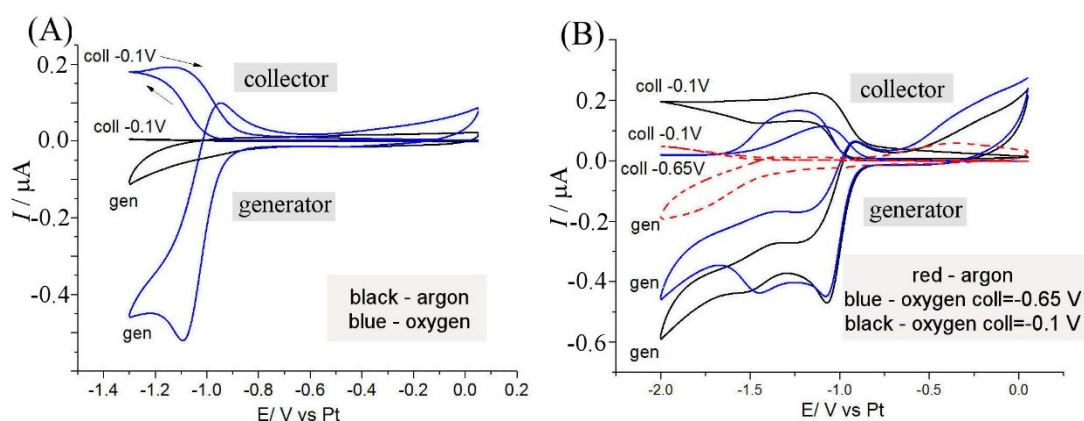 (A)
coll -0.1V
collector
coll -0.1V
gen
generator
gen
black - argon
blue - oxygen
I / µA
0.2
0.0
-0.2
-0.4
-1.4 -1.2 -1.0 -0.8 -0.6 -0.4 -0.2 0.0 0.2
E/ V vs Pt
(B)
coll -0.1V
collector
coll -0.1V
coll -0.65V
gen
generator
gen
gen
red - argon
blue - oxygen coll=-0.65 V
black - oxygen coll=-0.1 V
I / µA
0.4
0.2
0.0
-0.2
-0.4
-0.6
-2.0 -1.5 -1.0 -0.5 0.0
E/ V vs Pt